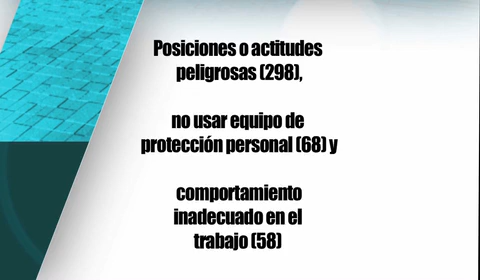 Posiciones o actitudes
peligrosas (298),
no usar equipo de
protección personal (68) y
comportamiento
inadecuado en el
trabajo (58)